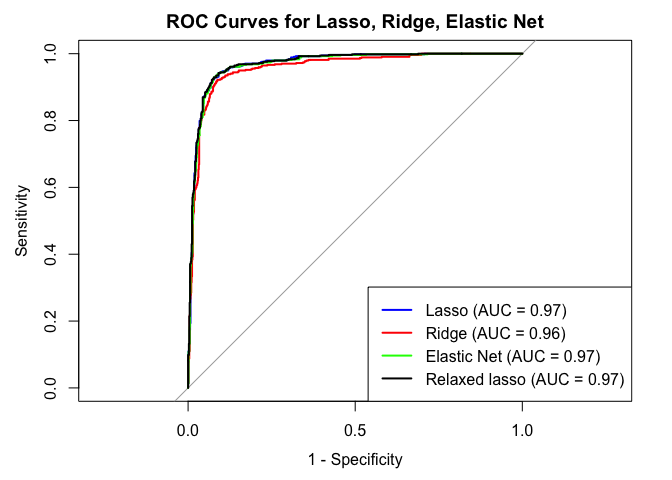 ROC Curves for Lasso, Ridge, Elastic Net
Sensitivity
1.0
0.8
0.6
0.4
0.2
0.0
Lasso (AUC = 0.97)
Ridge (AUC = 0.96)
Elastic Net (AUC = 0.97)
Relaxed lasso (AUC = 0.97)
0.0 0.5 1.0
1 - Specificity